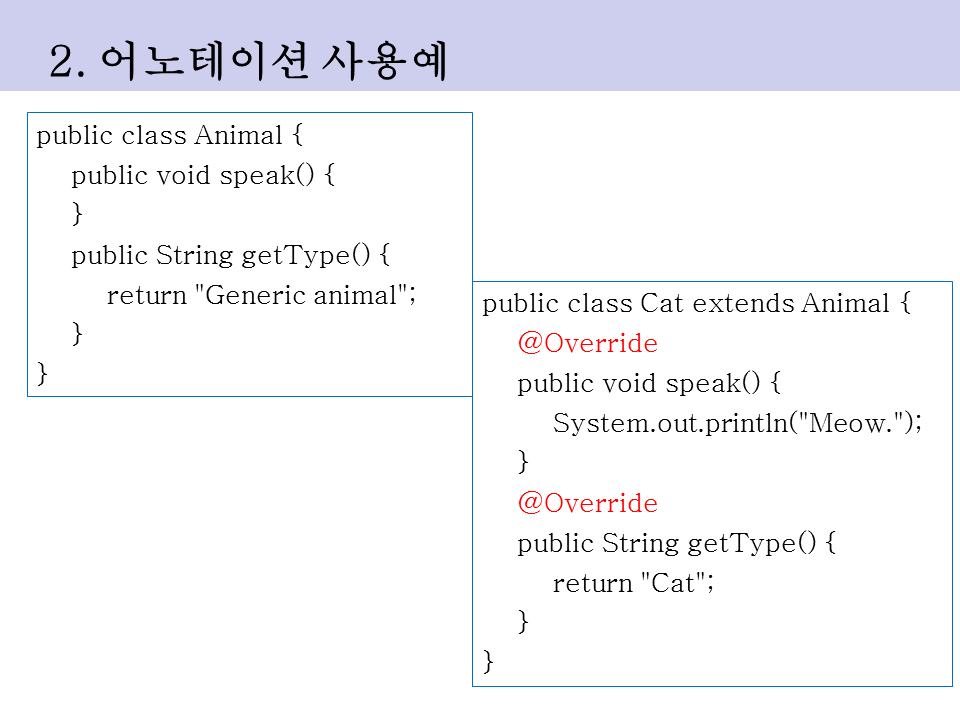 2. 어노테이션 사용예
public class Animal {
public void speak() {
}
public String getType() {
return "Generic animal";
}
}
public class Cat extends Animal {
@Override
public void speak() {
System.out.println("Meow.");
}
@Override
public String getType() {
return "Cat";
}
}